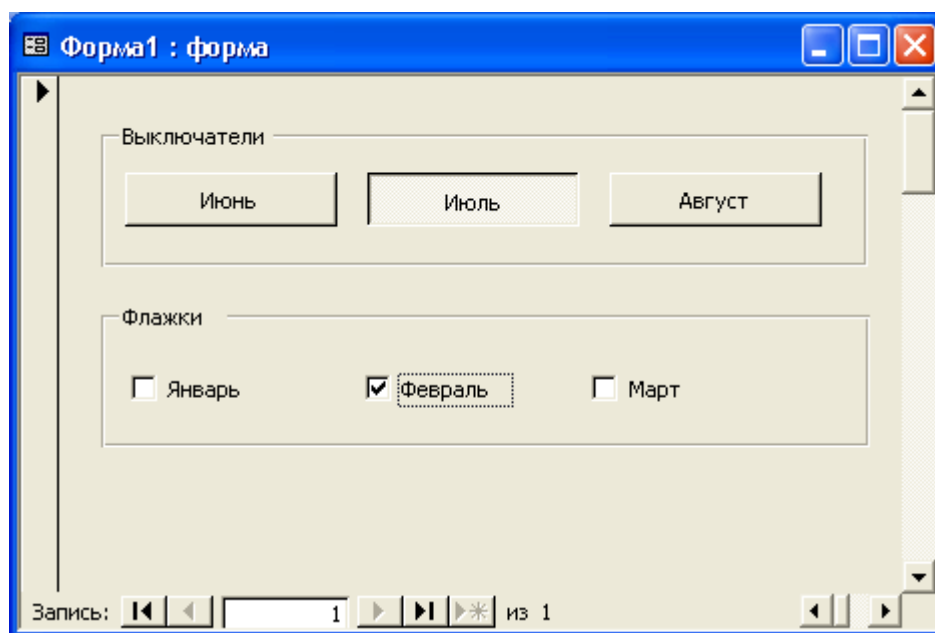 Форма1 : форма
Выключатели
Июнь Июль Август
Флажки
Январь Февраль Март
Запись: 1 из 1